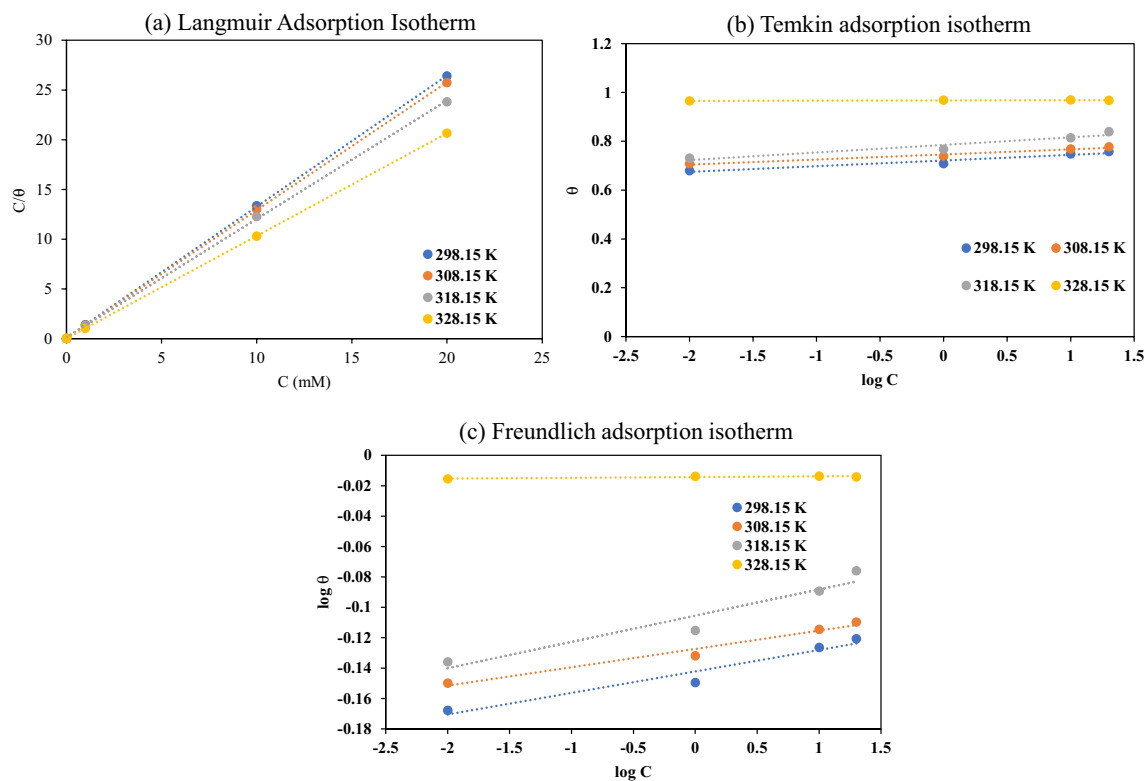 (a) Langmuir Adsorption Isotherm
30
25
20
15
10
5
0
C/θ
0 5 10 15 20 25
C (mM)
298.15 K
308.15 K
318.15 K
328.15 K
(b) Temkin adsorption isotherm
1.2
1
0.8
0.6
0.4
0.2
0
θ
-2.5 -2 -1.5 -1 -0.5 0 0.5 1 1.5
log C
298.15 K 308.15 K
318.15 K 328.15 K
(c) Freundlich adsorption isotherm
0
-0.02
-0.04
-0.06
-0.08
-0.1
-0.12
-0.14
-0.16
-0.18
log θ
-2.5 -2 -1.5 -1 -0.5 0 0.5 1 1.5
log C
298.15 K
308.15 K
318.15 K
328.15 K